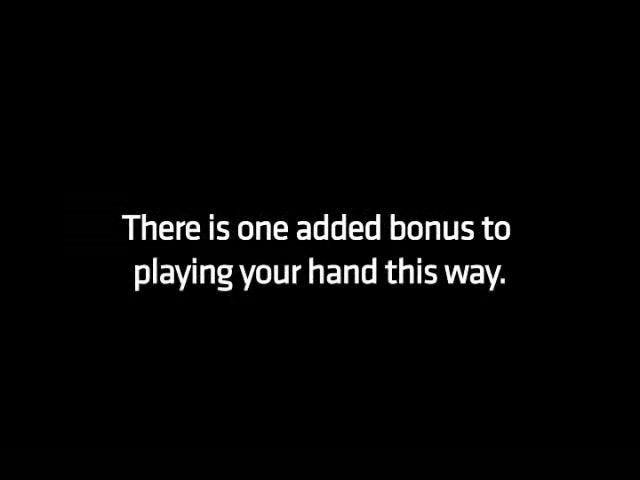 There is one added bonus to
playing your hand this way.